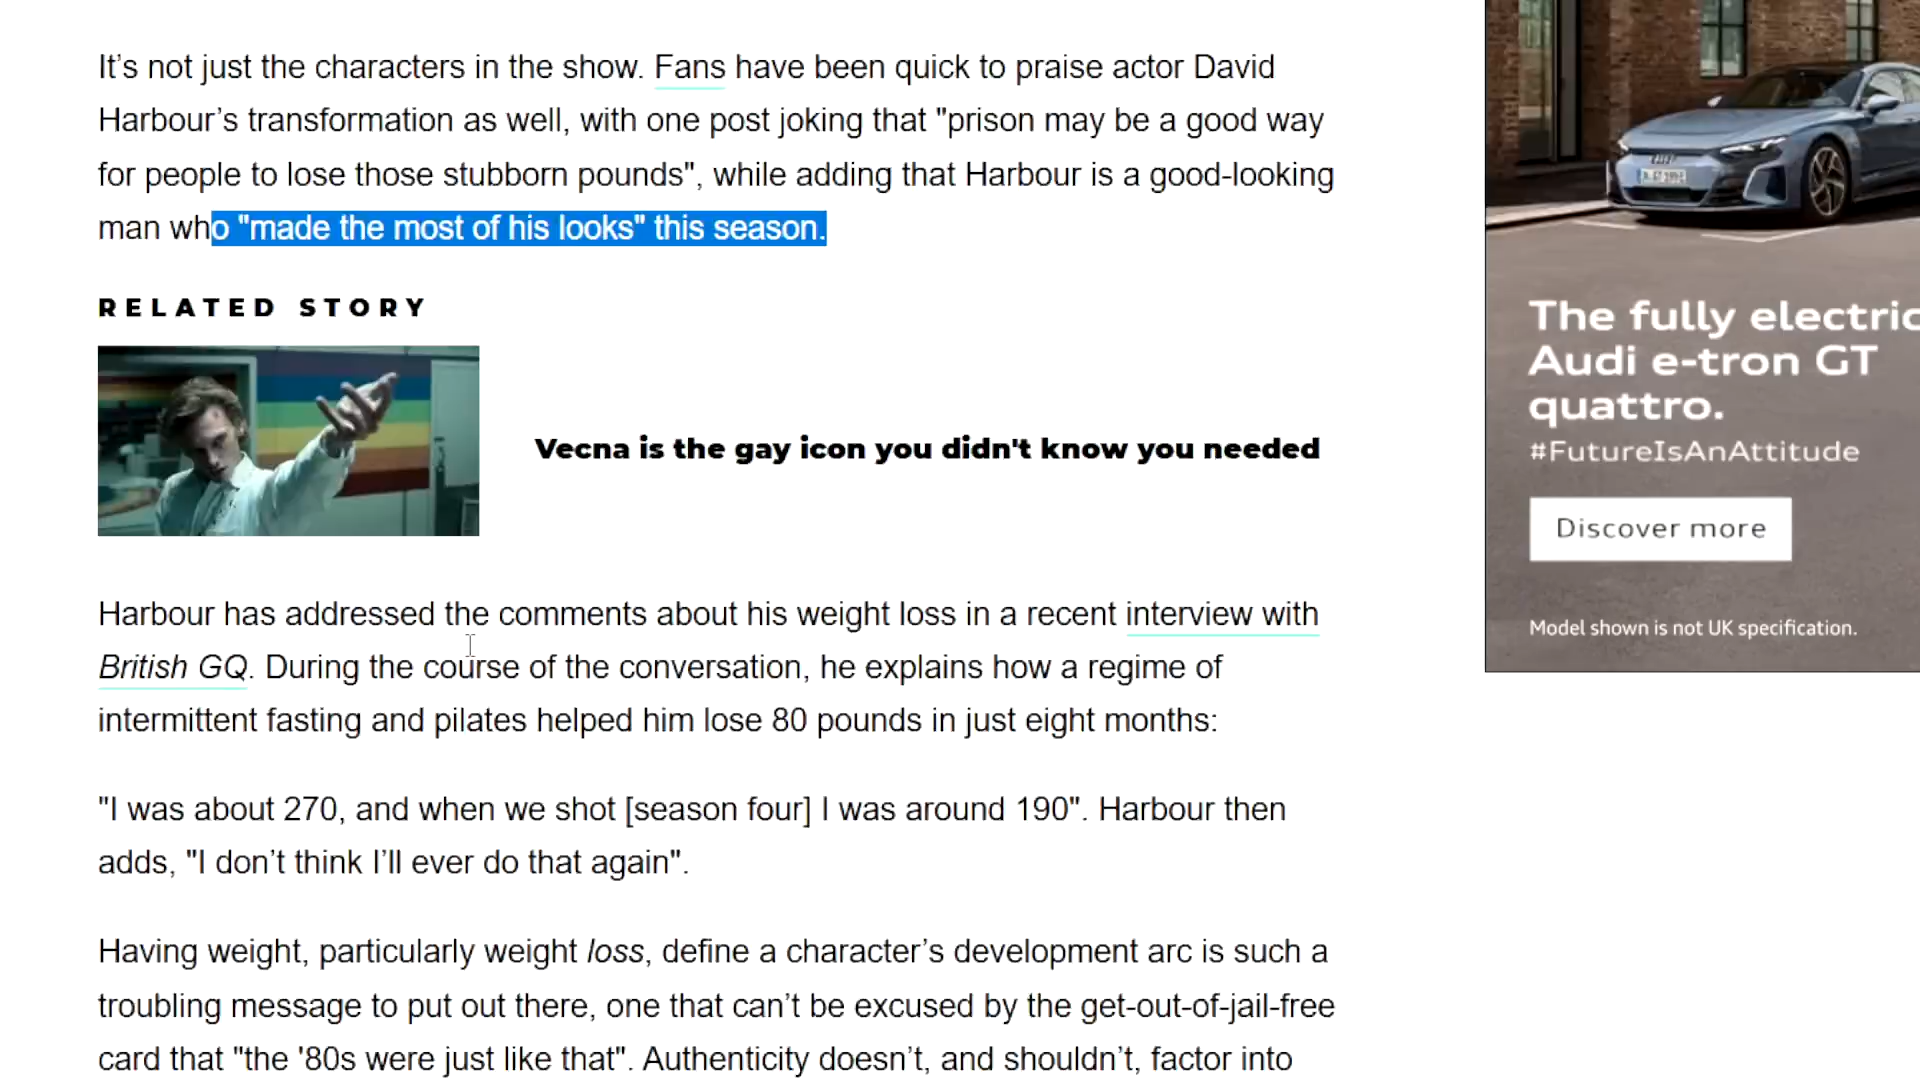 It’s not just the characters in the show. Fans have been quick to praise actor David
Harbour’s transformation as well, with one post joking that "prison may be a good way
for people to lose those stubborn pounds", while adding that Harbour is a good-looking
man who "made the most of his looks" this season.
RELATED STORY
Vecna is the gay icon you didn't know you needed
Harbour has addressed the comments about his weight loss in a recent interview with
British GQ. During the course of the conversation, he explains how a regime of
intermittent fasting and pilates helped him lose 80 pounds in just eight months:
"I was about 270, and when we shot [season four] I was around 190". Harbour then
adds, "I don’t think I’ll ever do that again".
Having weight, particularly weight loss, define a character’s development arc is such a
troubling message to put out there, one that can’t be excused by the get-out-of-jail-free
card that "the '80s were just like that". Authenticity doesn’t, and shouldn’t, factor into
The fully electric
Audi e-tron GT
quattro.
#FutureIsAnAttitude
Discover more
Model shown is not UK specification.